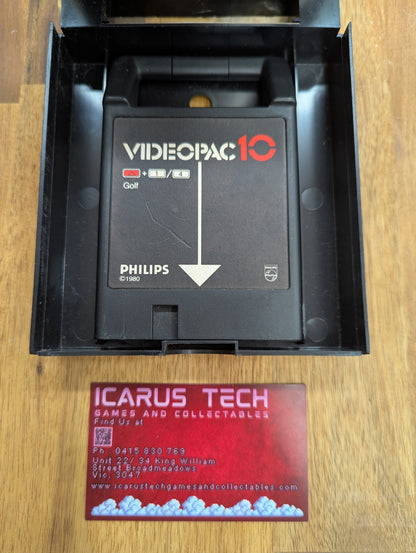 VIDEOPAC 10
+ /
Golf
PHILIPS
©1980
PHILIPS
ICARUS TECH
GAMES AND COLLECTABLES
Find Us at
Ph : 0415 830 769
Unit 22/ 34 King William
Street Broadmeadows
Vic, 3047
www.icarustechgamesandcollectables.com